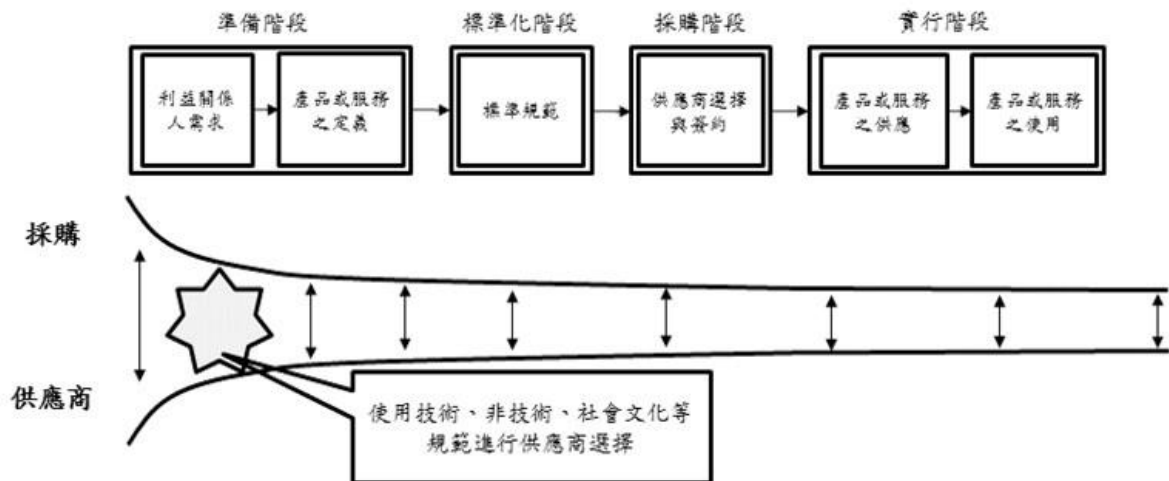 準備階段
標準化階段
採購階段
實行階段
利益關係
人需求
產品或服務
之定義
標準規範
供應商選擇
與簽約
產品或服務
之供應
產品或服務
之使用
採購
供應商
使用技術、非技術、社會文化等
規範進行供應商選擇